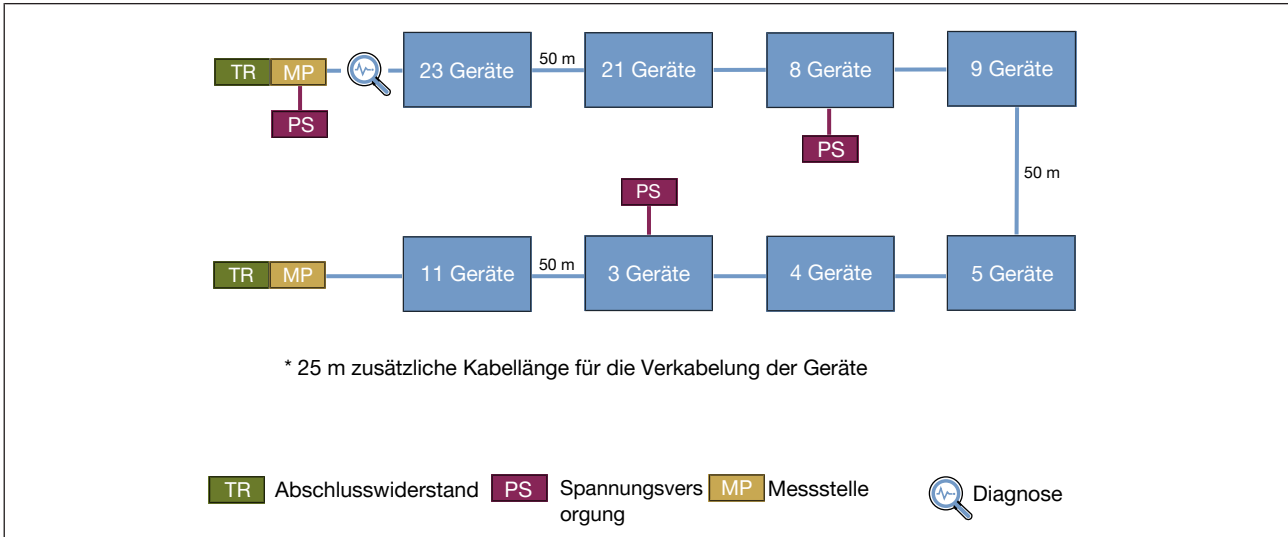 TR MP 23 Geräte 50 m 21 Geräte 8 Geräte 9 Geräte
PS
PS
50 m
PS
TR MP 11 Geräte 50 m 3 Geräte 4 Geräte 5 Geräte
* 25 m zusätzliche Kabellänge für die Verkabelung der Geräte
TR Abschlusswiderstand PS Spannungsvers
orgung
MP Messstelle Diagnose